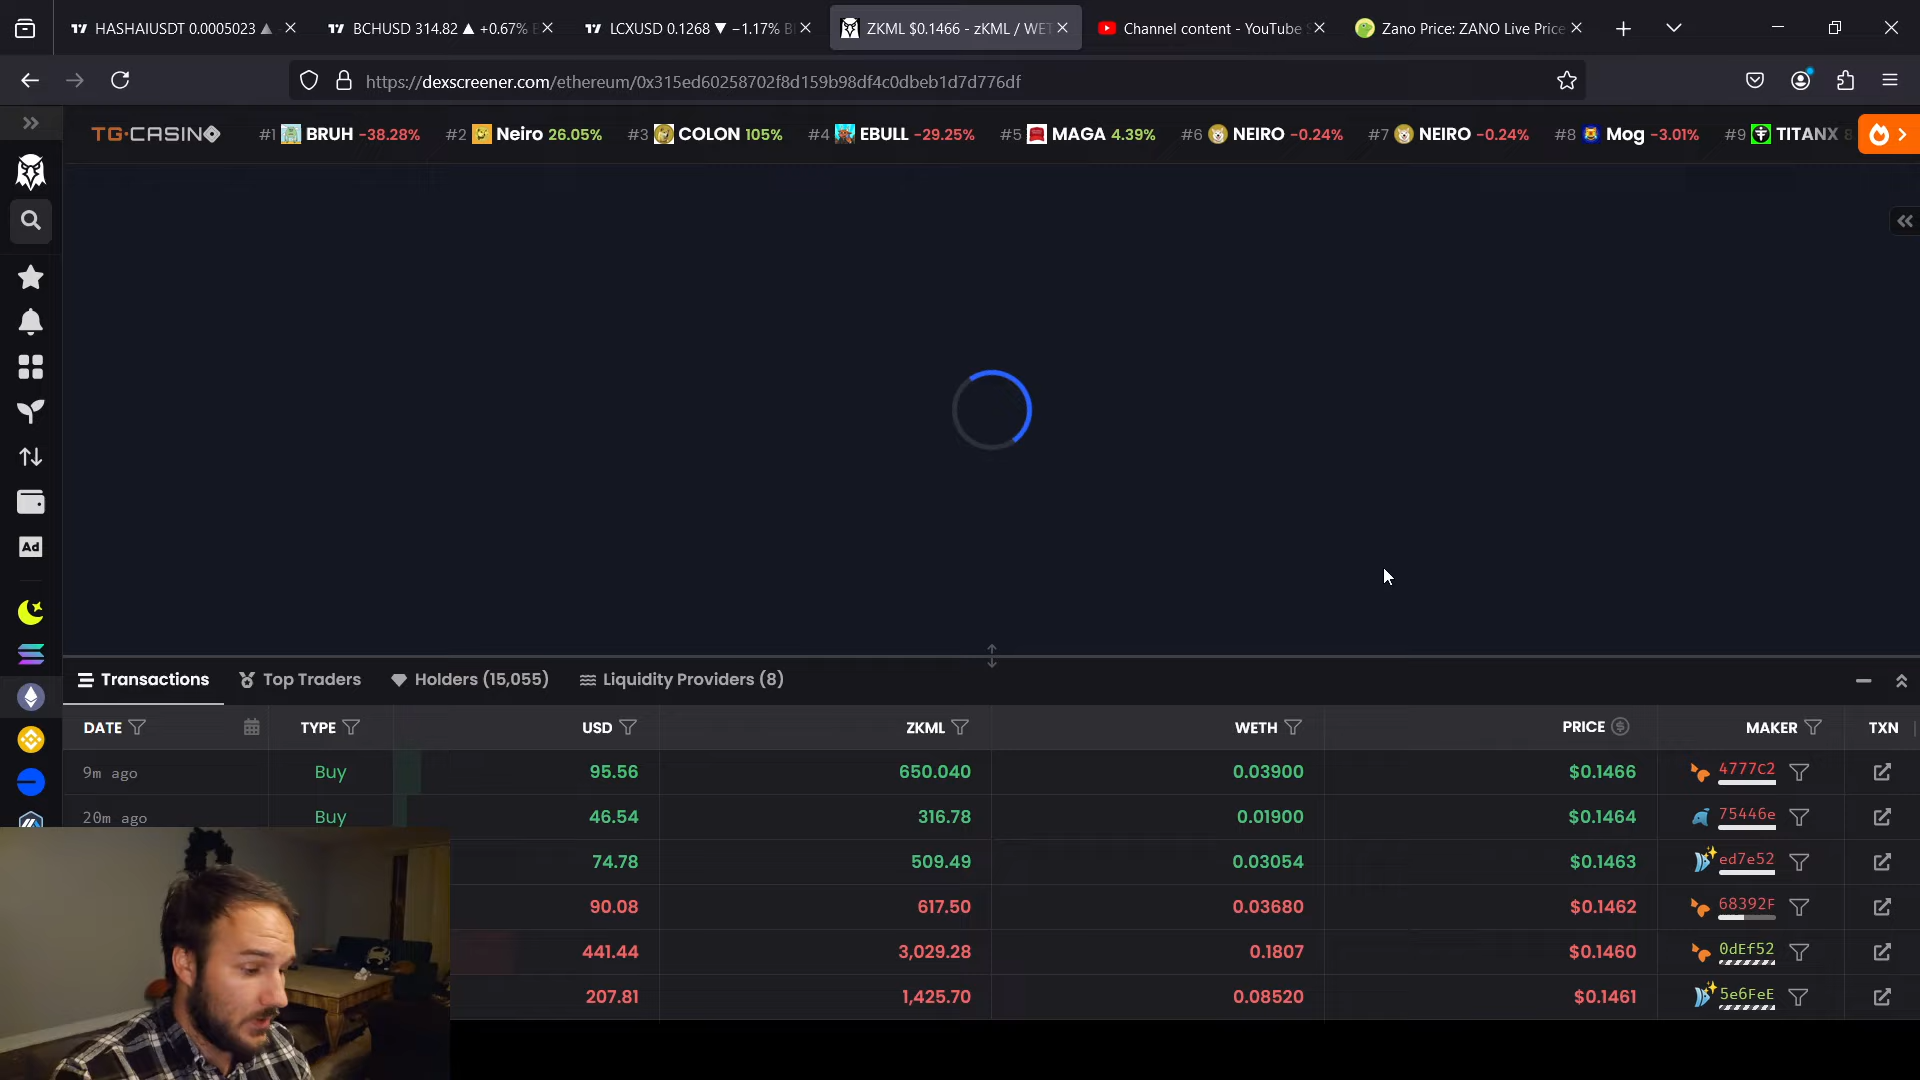 HASHAIUSDT 0.0005023 ▲
BCHUSD 314.82 ▲ +0.67%
LCXUSD 0.1268 ▼ −1.17%
ZKML $0.1466 - zKML / WET
Channel content - YouTube
Zano Price: ZANO Live Price
https://dexscreener.com/ethereum/0x315ed60258702f8d159b98df4c0dbeb1d7d776df
TG·CASINO
#1 BRUH -38.28%
#2 Neiro 26.05%
#3 COLON 105%
#4 EBULL -29.25%
#5 MAGA 4.39%
#6 NEIRO -0.24%
#7 NEIRO -0.24%
#8 Mog -3.01%
#9 TITANX
Ad
Transactions
Top Traders
Holders (15,055)
Liquidity Providers (8)
DATE TYPE USD ZKML WETH PRICE MAKER TXN
9m ago Buy 95.56 650.040 0.03900 $0.1466 4777C2
20m ago Buy 46.54 316.78 0.01900 $0.1464 75446e
74.78 509.49 0.03054 $0.1463 ed7e52
90.08 617.50 0.03680 $0.1462 68392F
441.44 3,029.28 0.1807 $0.1460 0dEf52
207.81 1,425.70 0.08520 $0.1461 5e6FeE